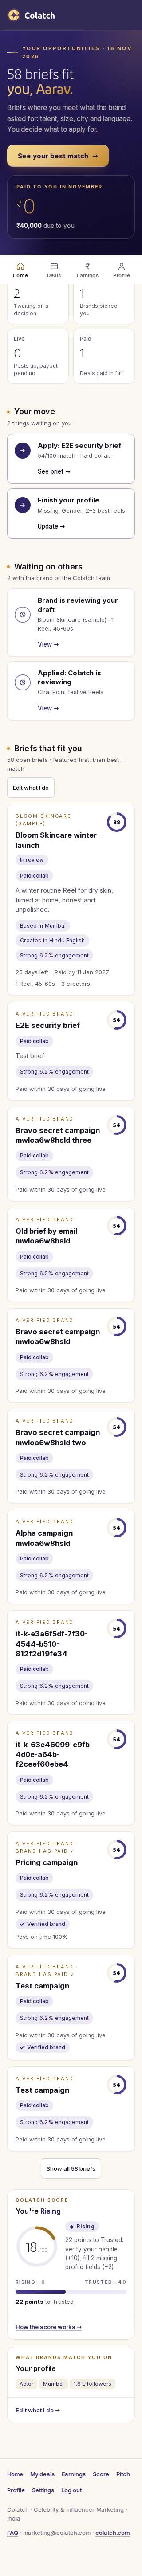 Colatch
YOUR OPPORTUNITIES · 18 NOV
2026
58 briefs fit
you, Aarav.
Briefs where you meet what the brand
asked for: talent, size, city and language.
You decide what to apply for.
See your best match →
PAID TO YOU IN NOVEMBER
₹0
₹40,000 due to you
Home
Deals
Earnings
Profile
2
1 waiting on a
decision
1
Brands picked
you
Live
0
Posts up, payout
pending
Paid
1
Deals paid in full
Your move
2 things waiting on you
Apply: E2E security brief
54/100 match · Paid collab
See brief →
Finish your profile
Missing: Gender, 2–3 best reels
Update →
Waiting on others
2 with the brand or the Colatch team
Brand is reviewing your
draft
Bloom Skincare (sample) · 1
Reel, 45-60s
View →
Applied: Colatch is
reviewing
Chai Point festive Reels
View →
Briefs that fit you
58 open briefs · featured first, then best
match
Edit what I do
BLOOM SKINCARE
(SAMPLE)
88
Bloom Skincare winter
launch
In review
Paid collab
A winter routine Reel for dry skin,
filmed at home, honest and
unpolished.
Based in Mumbai
Creates in Hindi, English
Strong 6.2% engagement
25 days left Paid by 11 Jan 2027
1 Reel, 45-60s 3 creators
A VERIFIED BRAND
54
E2E security brief
Paid collab
Test brief
Strong 6.2% engagement
Paid within 30 days of going live
A VERIFIED BRAND
54
Bravo secret campaign
mwloa6w8hsld three
Paid collab
Strong 6.2% engagement
Paid within 30 days of going live
A VERIFIED BRAND
54
Old brief by email
mwloa6w8hsld
Paid collab
Strong 6.2% engagement
Paid within 30 days of going live
A VERIFIED BRAND
54
Bravo secret campaign
mwloa6w8hsld
Paid collab
Strong 6.2% engagement
Paid within 30 days of going live
A VERIFIED BRAND
54
Bravo secret campaign
mwloa6w8hsld two
Paid collab
Strong 6.2% engagement
Paid within 30 days of going live
A VERIFIED BRAND
54
Alpha campaign
mwloa6w8hsld
Paid collab
Strong 6.2% engagement
Paid within 30 days of going live
A VERIFIED BRAND
54
it-k-e3a6f5df-7f30-
4544-b510-
812f2d19fe34
Paid collab
Strong 6.2% engagement
Paid within 30 days of going live
A VERIFIED BRAND
54
it-k-63c46099-c9fb-
4d0e-a64b-
f2ceef60ebe4
Paid collab
Strong 6.2% engagement
Paid within 30 days of going live
A VERIFIED BRAND
BRAND HAS PAID ✓
54
Pricing campaign
Paid collab
Strong 6.2% engagement
Paid within 30 days of going live
✓ Verified brand
Pays on time 100%
A VERIFIED BRAND
BRAND HAS PAID ✓
54
Test campaign
Paid collab
Strong 6.2% engagement
Paid within 30 days of going live
✓ Verified brand
A VERIFIED BRAND
54
Test campaign
Paid collab
Strong 6.2% engagement
Paid within 30 days of going live
Show all 58 briefs
COLATCH SCORE
You're Rising
18/100
◆ Rising
22 points to Trusted:
verify your handle
(+10), fill 2 missing
profile fields (+2).
RISING · 0
TRUSTED · 40
22 points to Trusted
How the score works →
WHAT BRANDS MATCH YOU ON
Your profile
Actor
Mumbai
1.8 L followers
Edit what I do →
Home My deals Earnings Score Pitch
Profile Settings Log out
Colatch · Celebrity & Influencer Marketing ·
India
FAQ · marketing@colatch.com · colatch.com